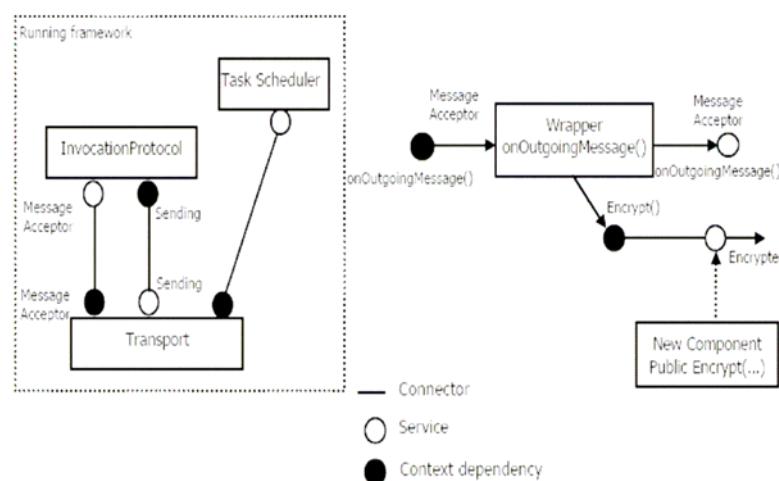 Running framework
Task Scheduler
InvocationProtocol
Message
Acceptor
Sending
Message
Acceptor
Sending
Transport
Message
Acceptor
Wrapper
onOutgoingMessage()
Message
Acceptor
onOutgoingMessage()
onOutgoingMessage()
Encrypt()
Encrypte
New Component
Public Encrypt(...)
Connector
Service
Context dependency